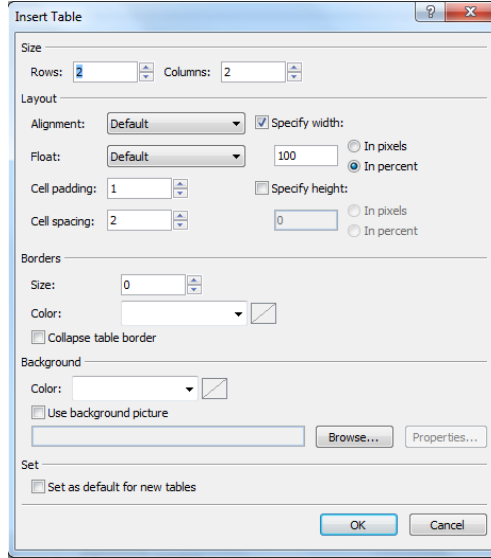 Insert Table
Size
Rows: 2 Columns: 2
Layout
Alignment: Default Specify width:
Float: Default 100 In pixels
In percent
Cell padding: 1 Specify height:
Cell spacing: 2 0 In pixels
In percent
Borders
Size: 0
Color:
Collapse table border
Background
Color:
Use background picture
Browse... Properties...
Set
Set as default for new tables
OK Cancel